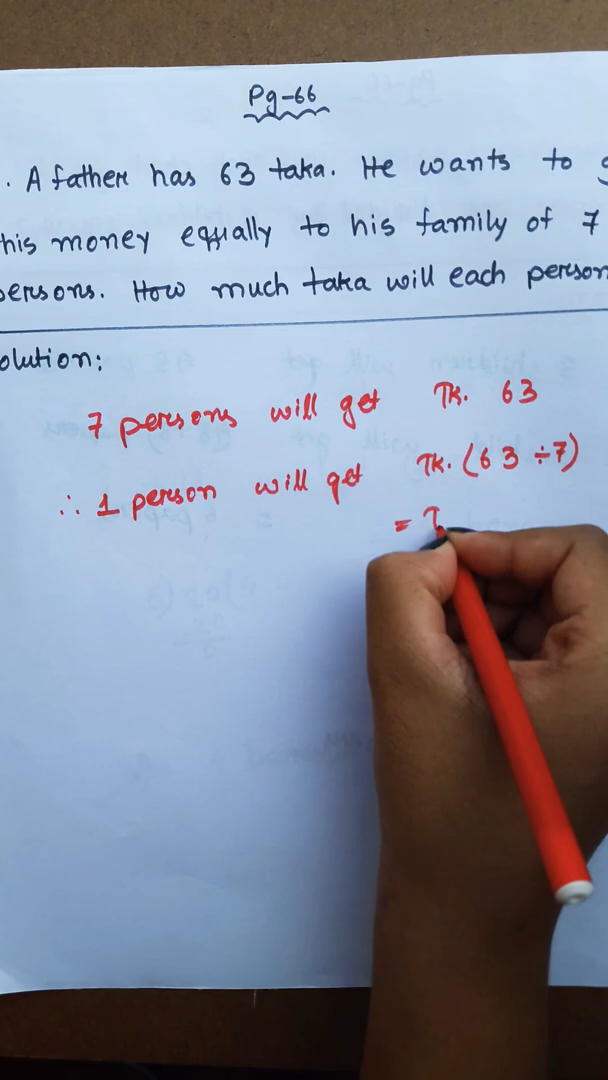 Pg-66
. A father has 63 taka. He wants to
his money equally to his family of 7
persons. How much taka will each person
olution:
7 persons will get Tk. 63
∴ 1 person will get Tk. (63 ÷ 7)
= T